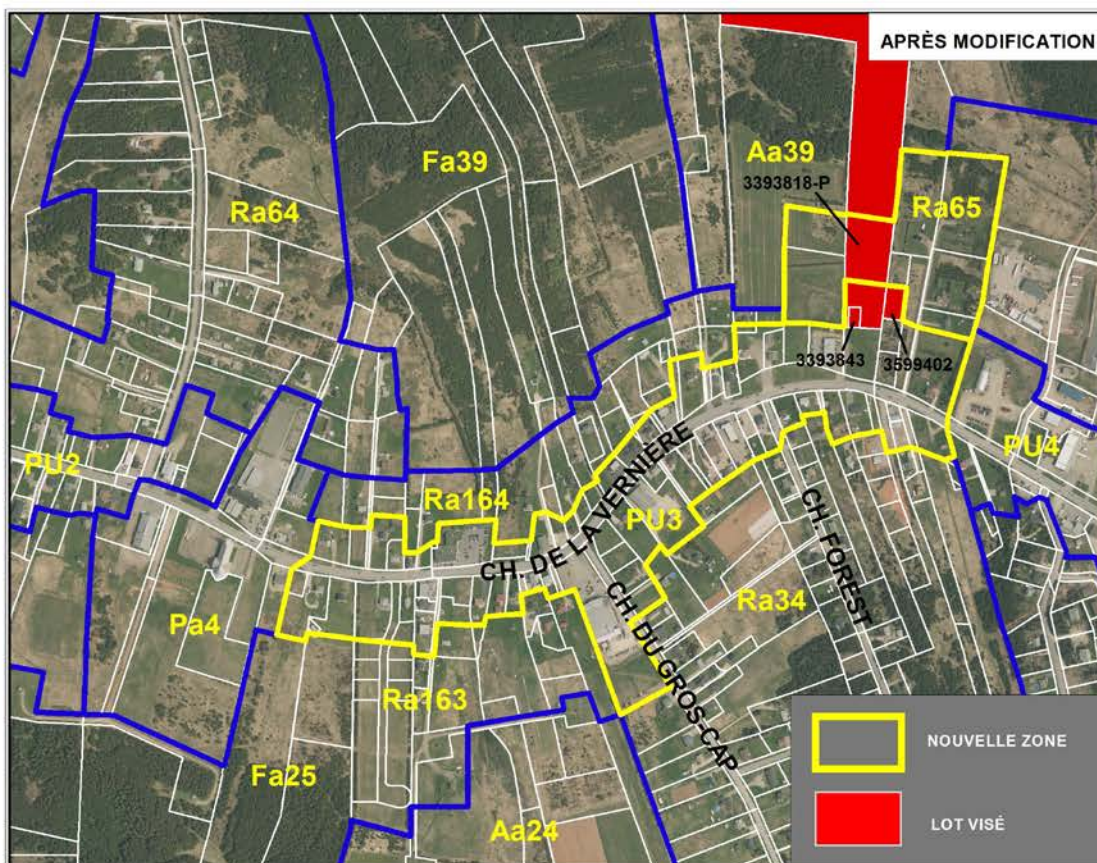 APRÈS MODIFICATION
Fa39
Aa39
3393818-P
Ra64
Ra65
3393843
3599402
PU2
PU4
Ra164
CH. DE LA VERNIÈRE
PU3
CH. FOREST
Pa4
Ra34
CH. DU GROS-CAP
Ra163
Fa25
Aa24
NOUVELLE ZONE
LOT VISÉ